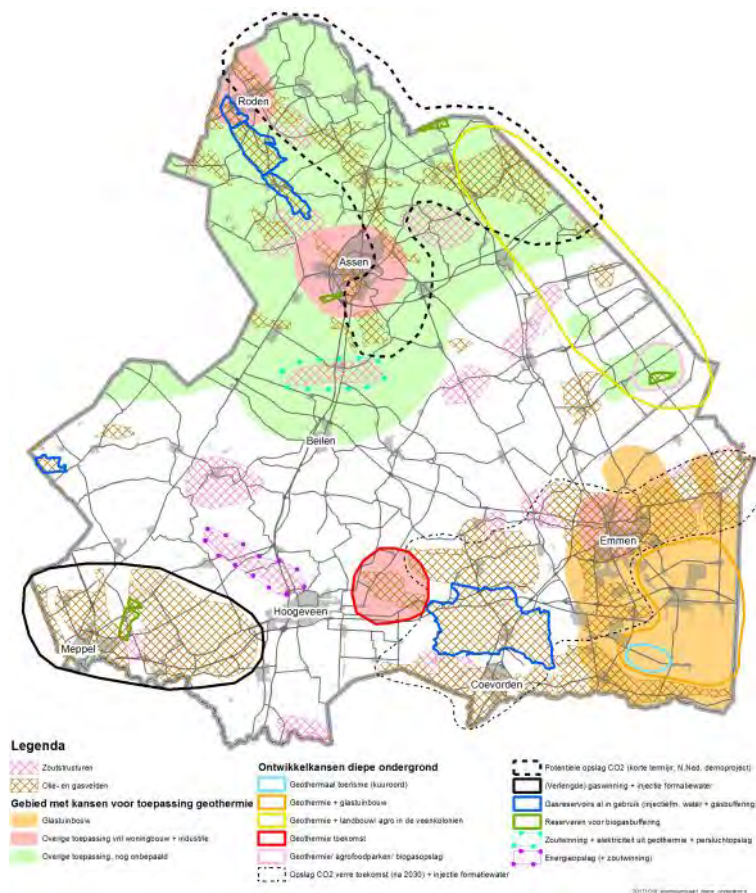 Roden
Assen
Beilen
Emmen
Hoogeveen
Meppel
Coevorden
Legenda
Zoutstructuren
Olie- en gasvelden
Gebied met kansen voor toepassing geothermie
Glastuinbouw
Overige toepassing vnl woningbouw + industrie
Overige toepassing, nog onbepaald
Ontwikkelkansen diepe ondergrond
Geothermaal toerisme (kuuroord)
Geothermie + glastuinbouw
Geothermie + landbouw/ agro in de veenkoloniën
Geothermie toekomst
Geothermie/ agrofoodparken/ biogasopslag
Opslag CO2 verre toekomst (na 2030) + injectie formatiewater
Potentiele opslag CO2 (korte termijn, N.Ned. demoproject)
(Verlengde) gaswinning + injectie formatiewater
Gasreservoirs al in gebruik (injectiefm. water + gasbuffering)
Reserveren voor biogasbuffering
Zoutwinning + elektriciteit uit geothermie + persluchtopslag
Energieopslag (+ zoutwinning)